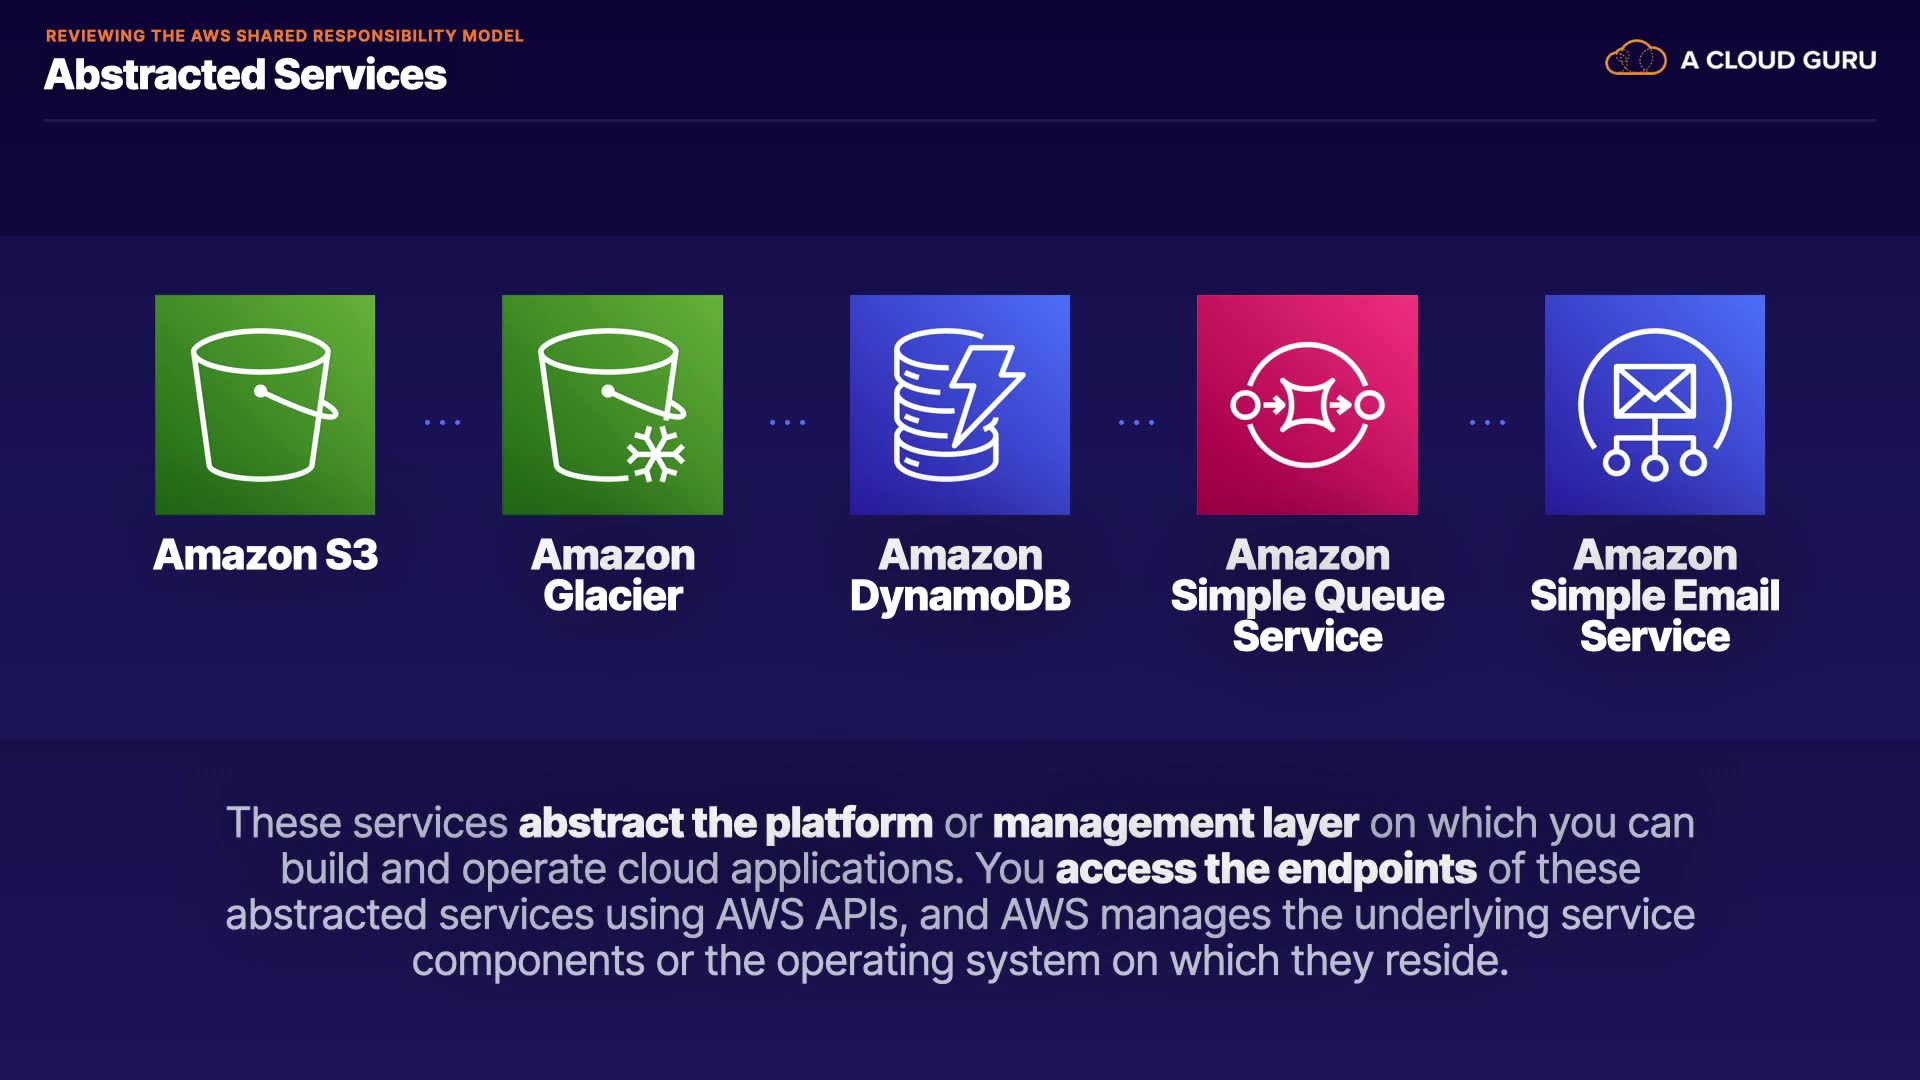 REVIEWING THE AWS SHARED RESPONSIBILITY MODEL
Abstracted Services
A CLOUD GURU
Amazon S3
Amazon
Glacier
Amazon
DynamoDB
Amazon
Simple Queue
Service
Amazon
Simple Email
Service
These services abstract the platform or management layer on which you can
build and operate cloud applications. You access the endpoints of these
abstracted services using AWS APIs, and AWS manages the underlying service
components or the operating system on which they reside.